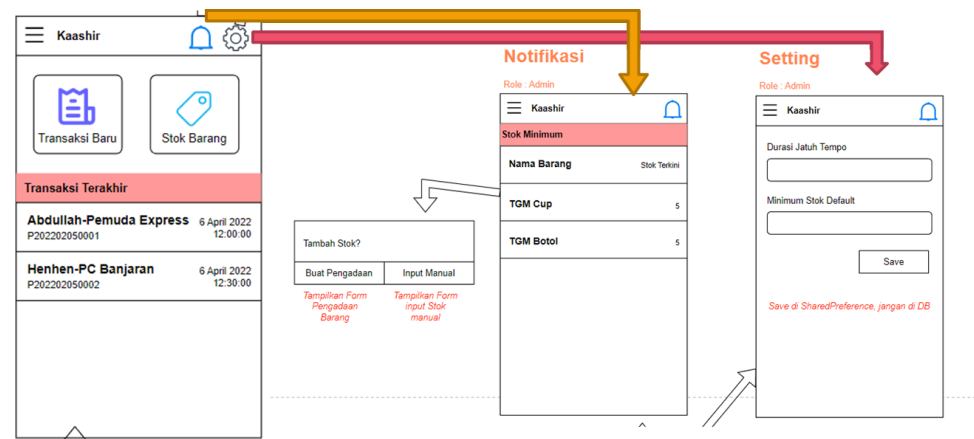 Kaashir
Transaksi Baru
Stok Barang
Transaksi Terakhir
Abdullah-Pemuda Express 6 April 2022
P202202050001 12:00:00
Henhen-PC Banjaran 6 April 2022
P202202050002 12:30:00
Tambah Stok?
Buat Pengadaan Input Manual
Tampilkan Form Tampilkan Form
Pengadaan input Stok
Barang manual
Notifikasi
Role : Admin
Kaashir
Stok Minimum
Nama Barang Stok Terkini
TGM Cup 5
TGM Botol 5
Setting
Role : Admin
Kaashir
Durasi Jatuh Tempo
Minimum Stok Default
Save
Save di SharedPreference, jangan di DB